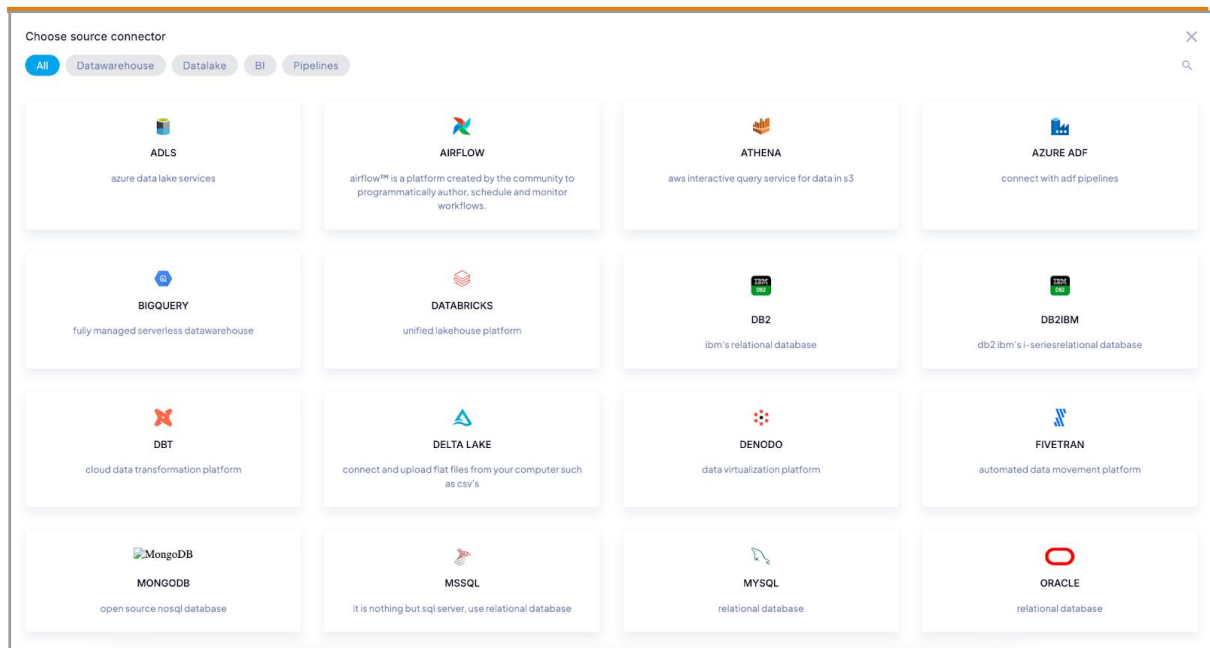 Choose source connector
All Datawarehouse Datalake BI Pipelines
ADLS
azure data lake services
AIRFLOW
airflow™ is a platform created by the community to
programmatically author, schedule and monitor
workflows.
ATHENA
aws interactive query service for data in s3
AZURE ADF
connect with adf pipelines
BIGQUERY
fully managed serverless datawarehouse
DATABRICKS
unified lakehouse platform
IBM
DB2
DB2
ibm's relational database
IBM
DB2
DB2IBM
db2 ibm's i-seriesrelational database
DBT
cloud data transformation platform
DELTA LAKE
connect and upload flat files from your computer such
as csv's
DENODO
data virtualization platform
FIVETRAN
automated data movement platform
MongoDB
MONGODB
open source nosql database
MSSQL
it is nothing but sql server, use relational database
MYSQL
relational database
ORACLE
relational database